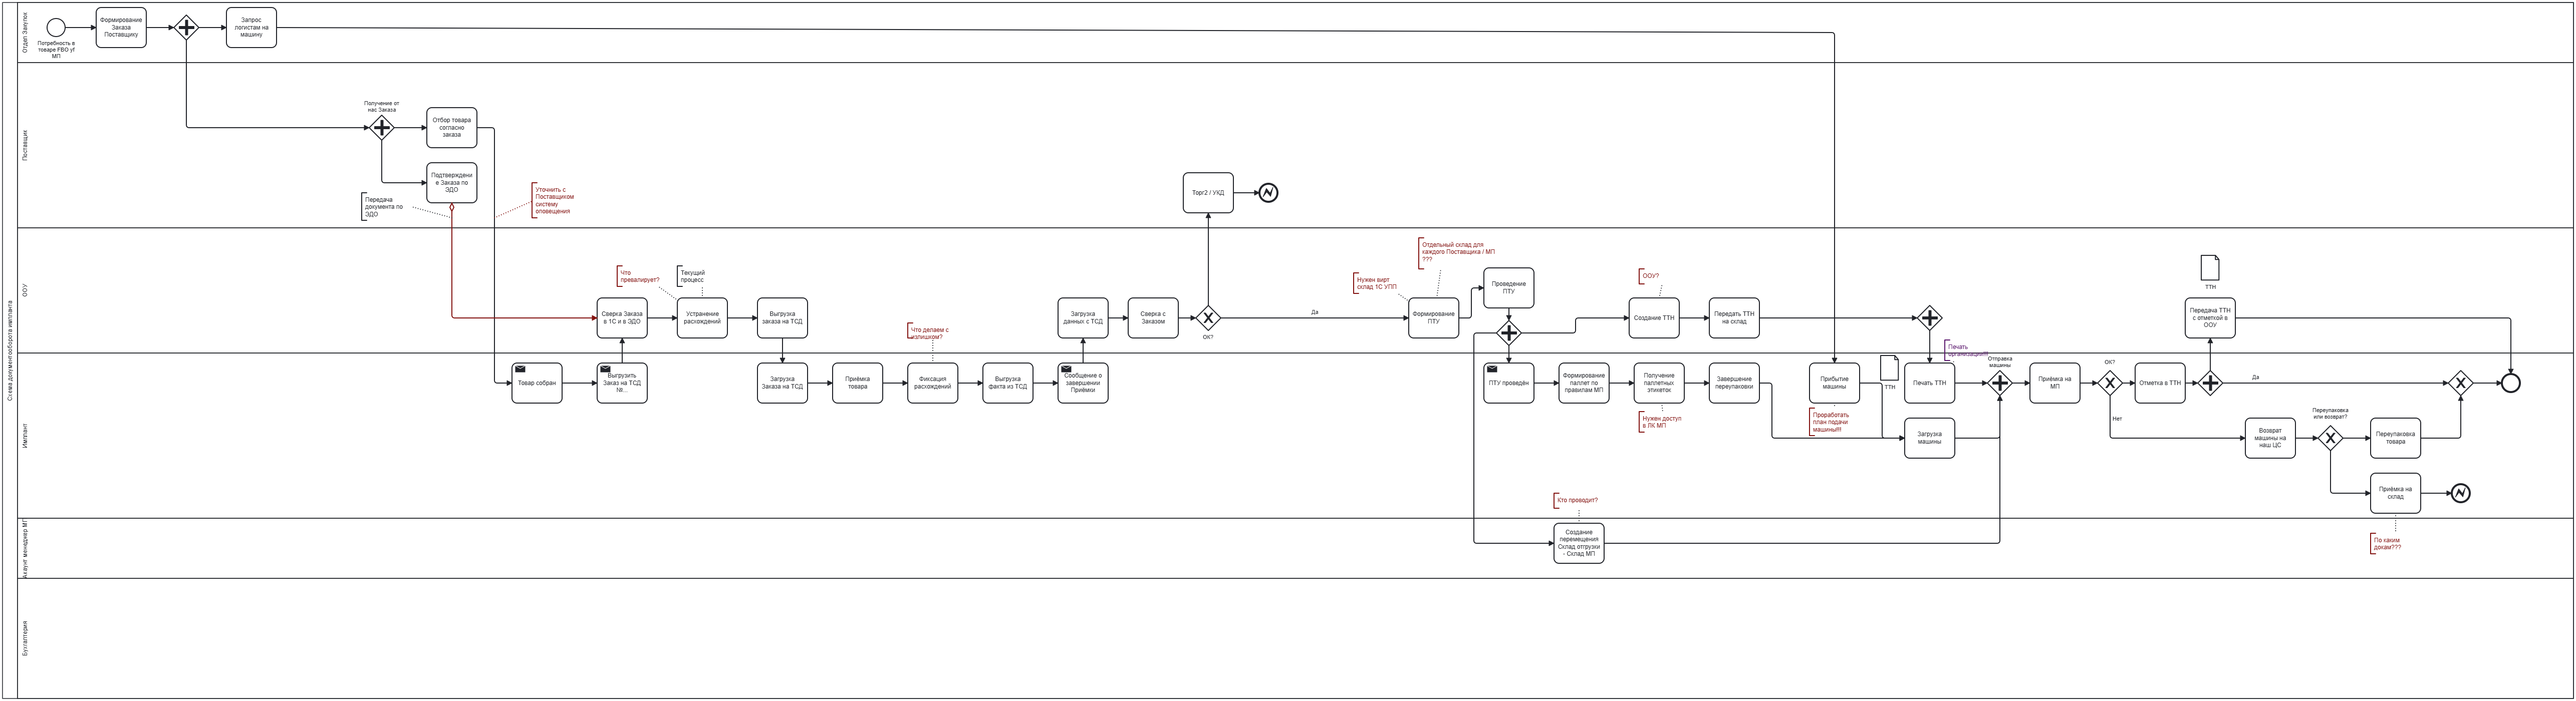 Схема документооборота импланта
Отдел Закупок
Потребность в
товаре FBO yf
МП
Формирование
Заказа
Поставщику
Запрос
логистам на
машину
Поставщик
Получение от
нас Заказа
Отбор товара
согласно
заказа
Подтверждени
е Заказа по
ЭДО
Передача
документа по
ЭДО
Уточнить с
Поставщиком
систему
оповещения
Торг2 / УКД
ООУ
Что
превалирует?
Текущий
процесс
Сверка Заказа
в 1С и в ЭДО
Устранение
расхождений
Выгрузка
заказа на ТСД
Что делаем с
излишком?
Загрузка
данных с ТСД
Сверка с
Заказом
ОК?
Да
Нужен вирт
склад 1С УПП
Отдельный склад для
каждого Поставщика / МП
???
Формирование
ПТУ
Проведение
ПТУ
ООУ?
Создание ТТН
Передать ТТН
на склад
ТТН
Передача ТТН
с отметкой в
ООУ
Имплант
Товар собран
Выгрузить
Заказ на ТСД
№...
Загрузка
Заказа на ТСД
Приёмка
товара
Фиксация
расхождений
Выгрузка
факта из ТСД
Сообщение о
завершении
Приёмки
ПТУ проведён
Формирование
паллет по
правилам МП
Получение
паллетных
этикеток
Нужен доступ
в ЛК МП
Завершение
переупаковки
Прибытие
машины
Проработать
план подачи
машины!!!
ТТН
Печать ТТН
Печать
организации!!!
Отправка
машины
Загрузка
машины
Приёмка на
МП
ОК?
Нет
Отметка в ТТН
Да
Возврат
машины на
наш ЦС
Переупаковка
или возврат?
Переупаковка
товара
Приёмка на
склад
По каким
докам???
Акаунт менеджер МП
Кто проводит?
Создание
перемещения
Склад отгрузки
- Склад МП
Бухгалтерия